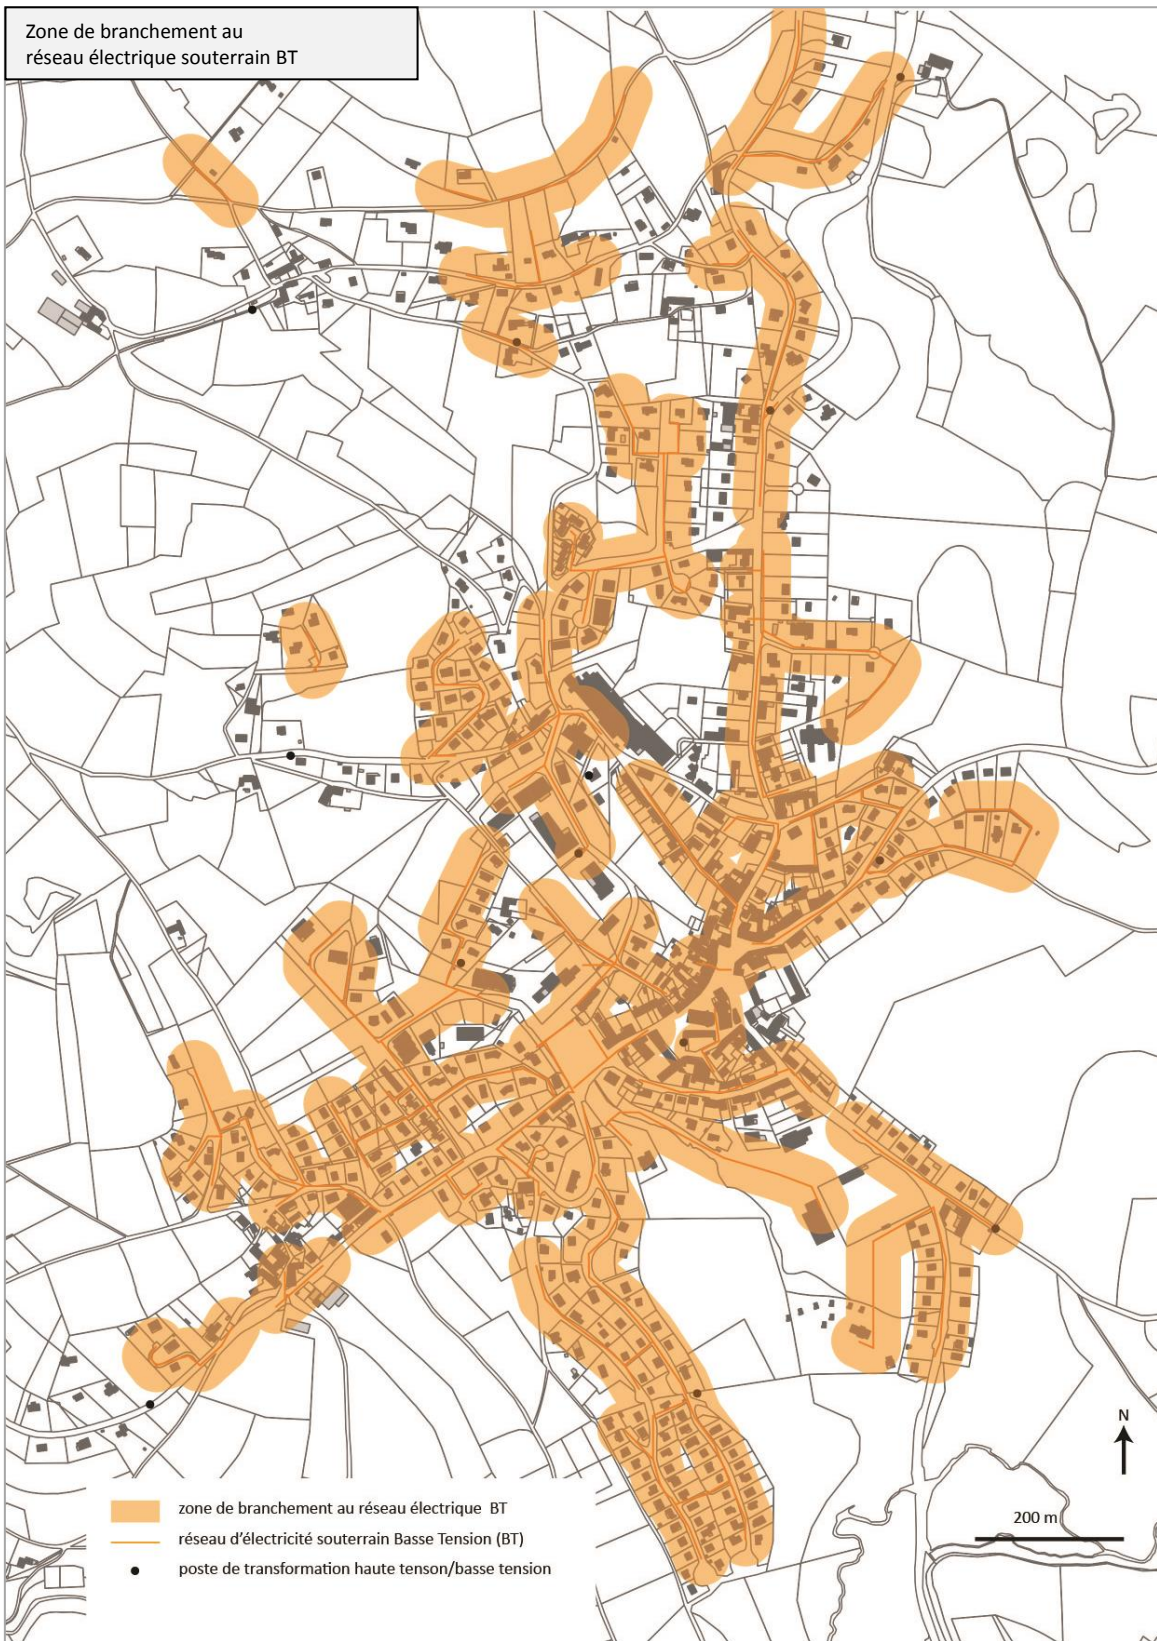 Zone de branchement au
réseau électrique souterrain BT
N
200 m
zone de branchement au réseau électrique BT
réseau d'électricité souterrain Basse Tension (BT)
poste de transformation haute tenson/basse tension